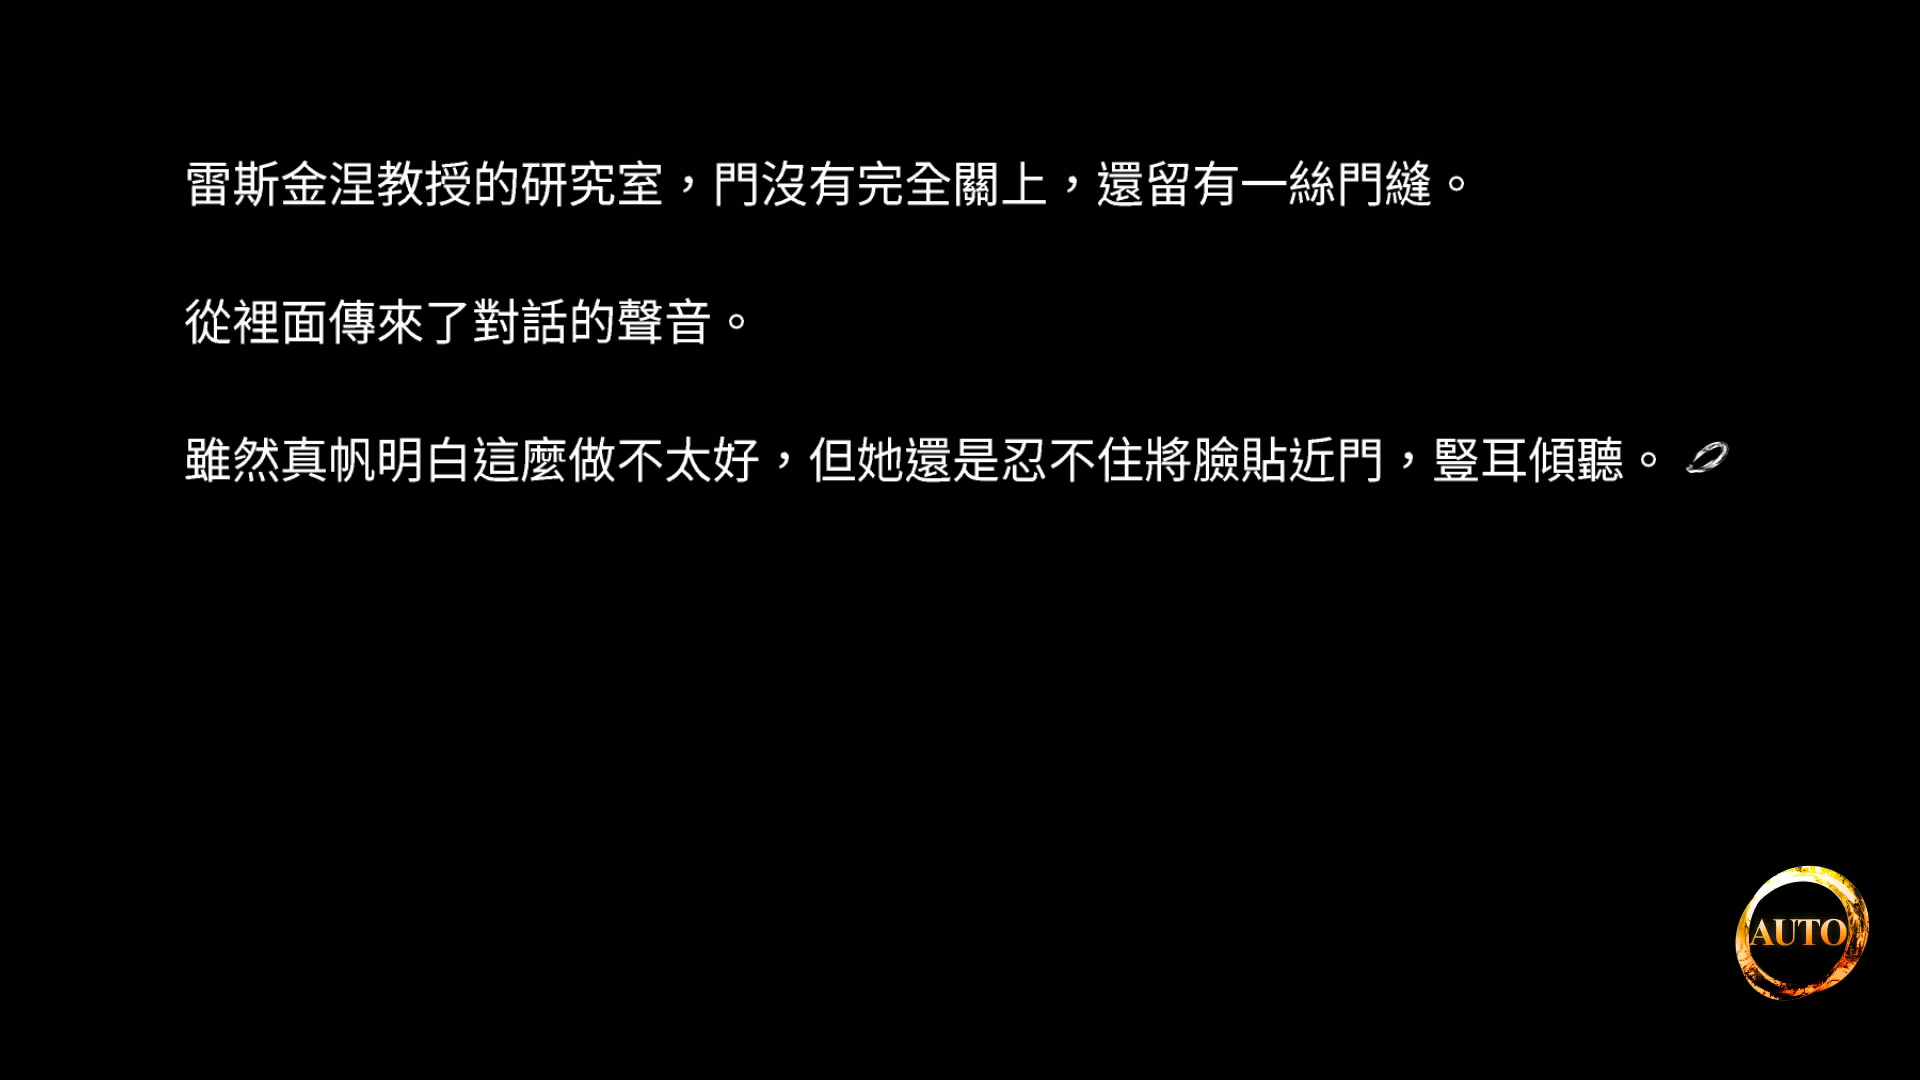 雷斯金涅教授的研究室，門沒有完全關上，還留有一絲門縫。
從裡面傳來了對話的聲音。
雖然真帆明白這麼做不太好，但她還是忍不住將臉貼近門，豎耳傾聽。
AUTO